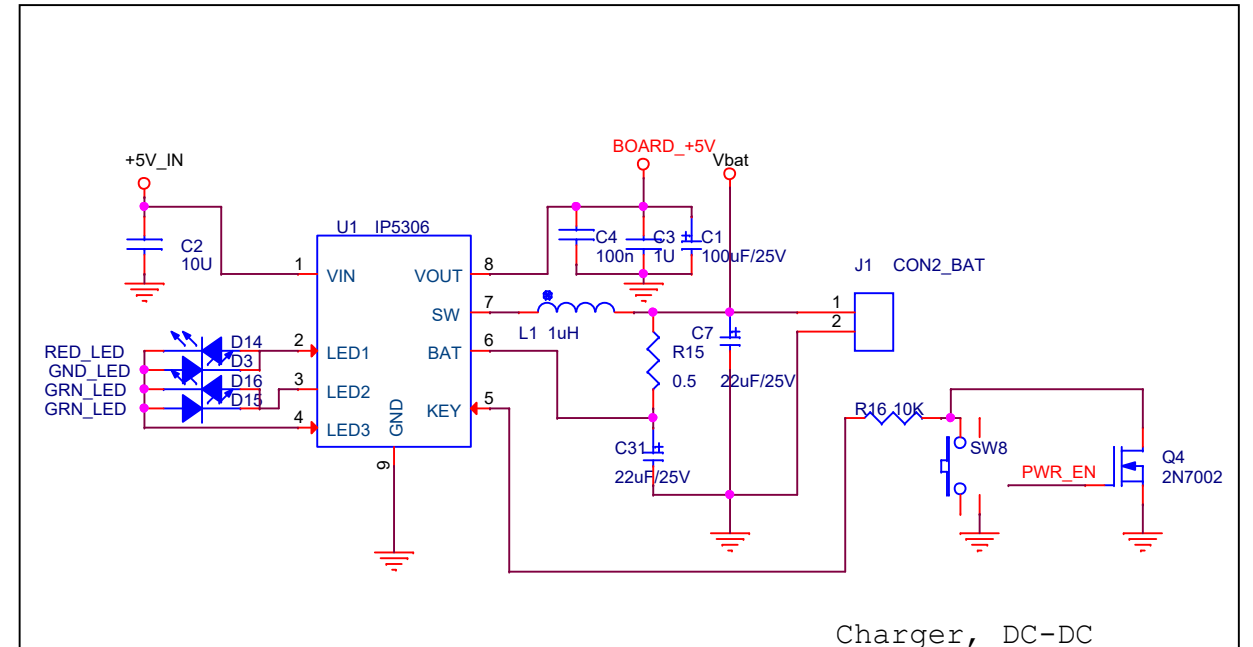 BOARD_+5V
+5V_IN
Vbat
U1 IP5306
C2
10U
C4
100n
C3
1U
C1
100uF/25V
J1 CON2_BAT
1
2
1
VIN
VOUT
8
SW
7
L1 1uH
BAT
6
R15
0.5
C7
22uF/25V
RED_LED
D14
2
LED1
GND_LED
D3
GRN_LED
D16
3
LED2
GRN_LED
D15
4
LED3
GND
9
KEY
5
C31
22uF/25V
R16 10K
SW8
PWR_EN
Q4
2N7002
Charger, DC-DC